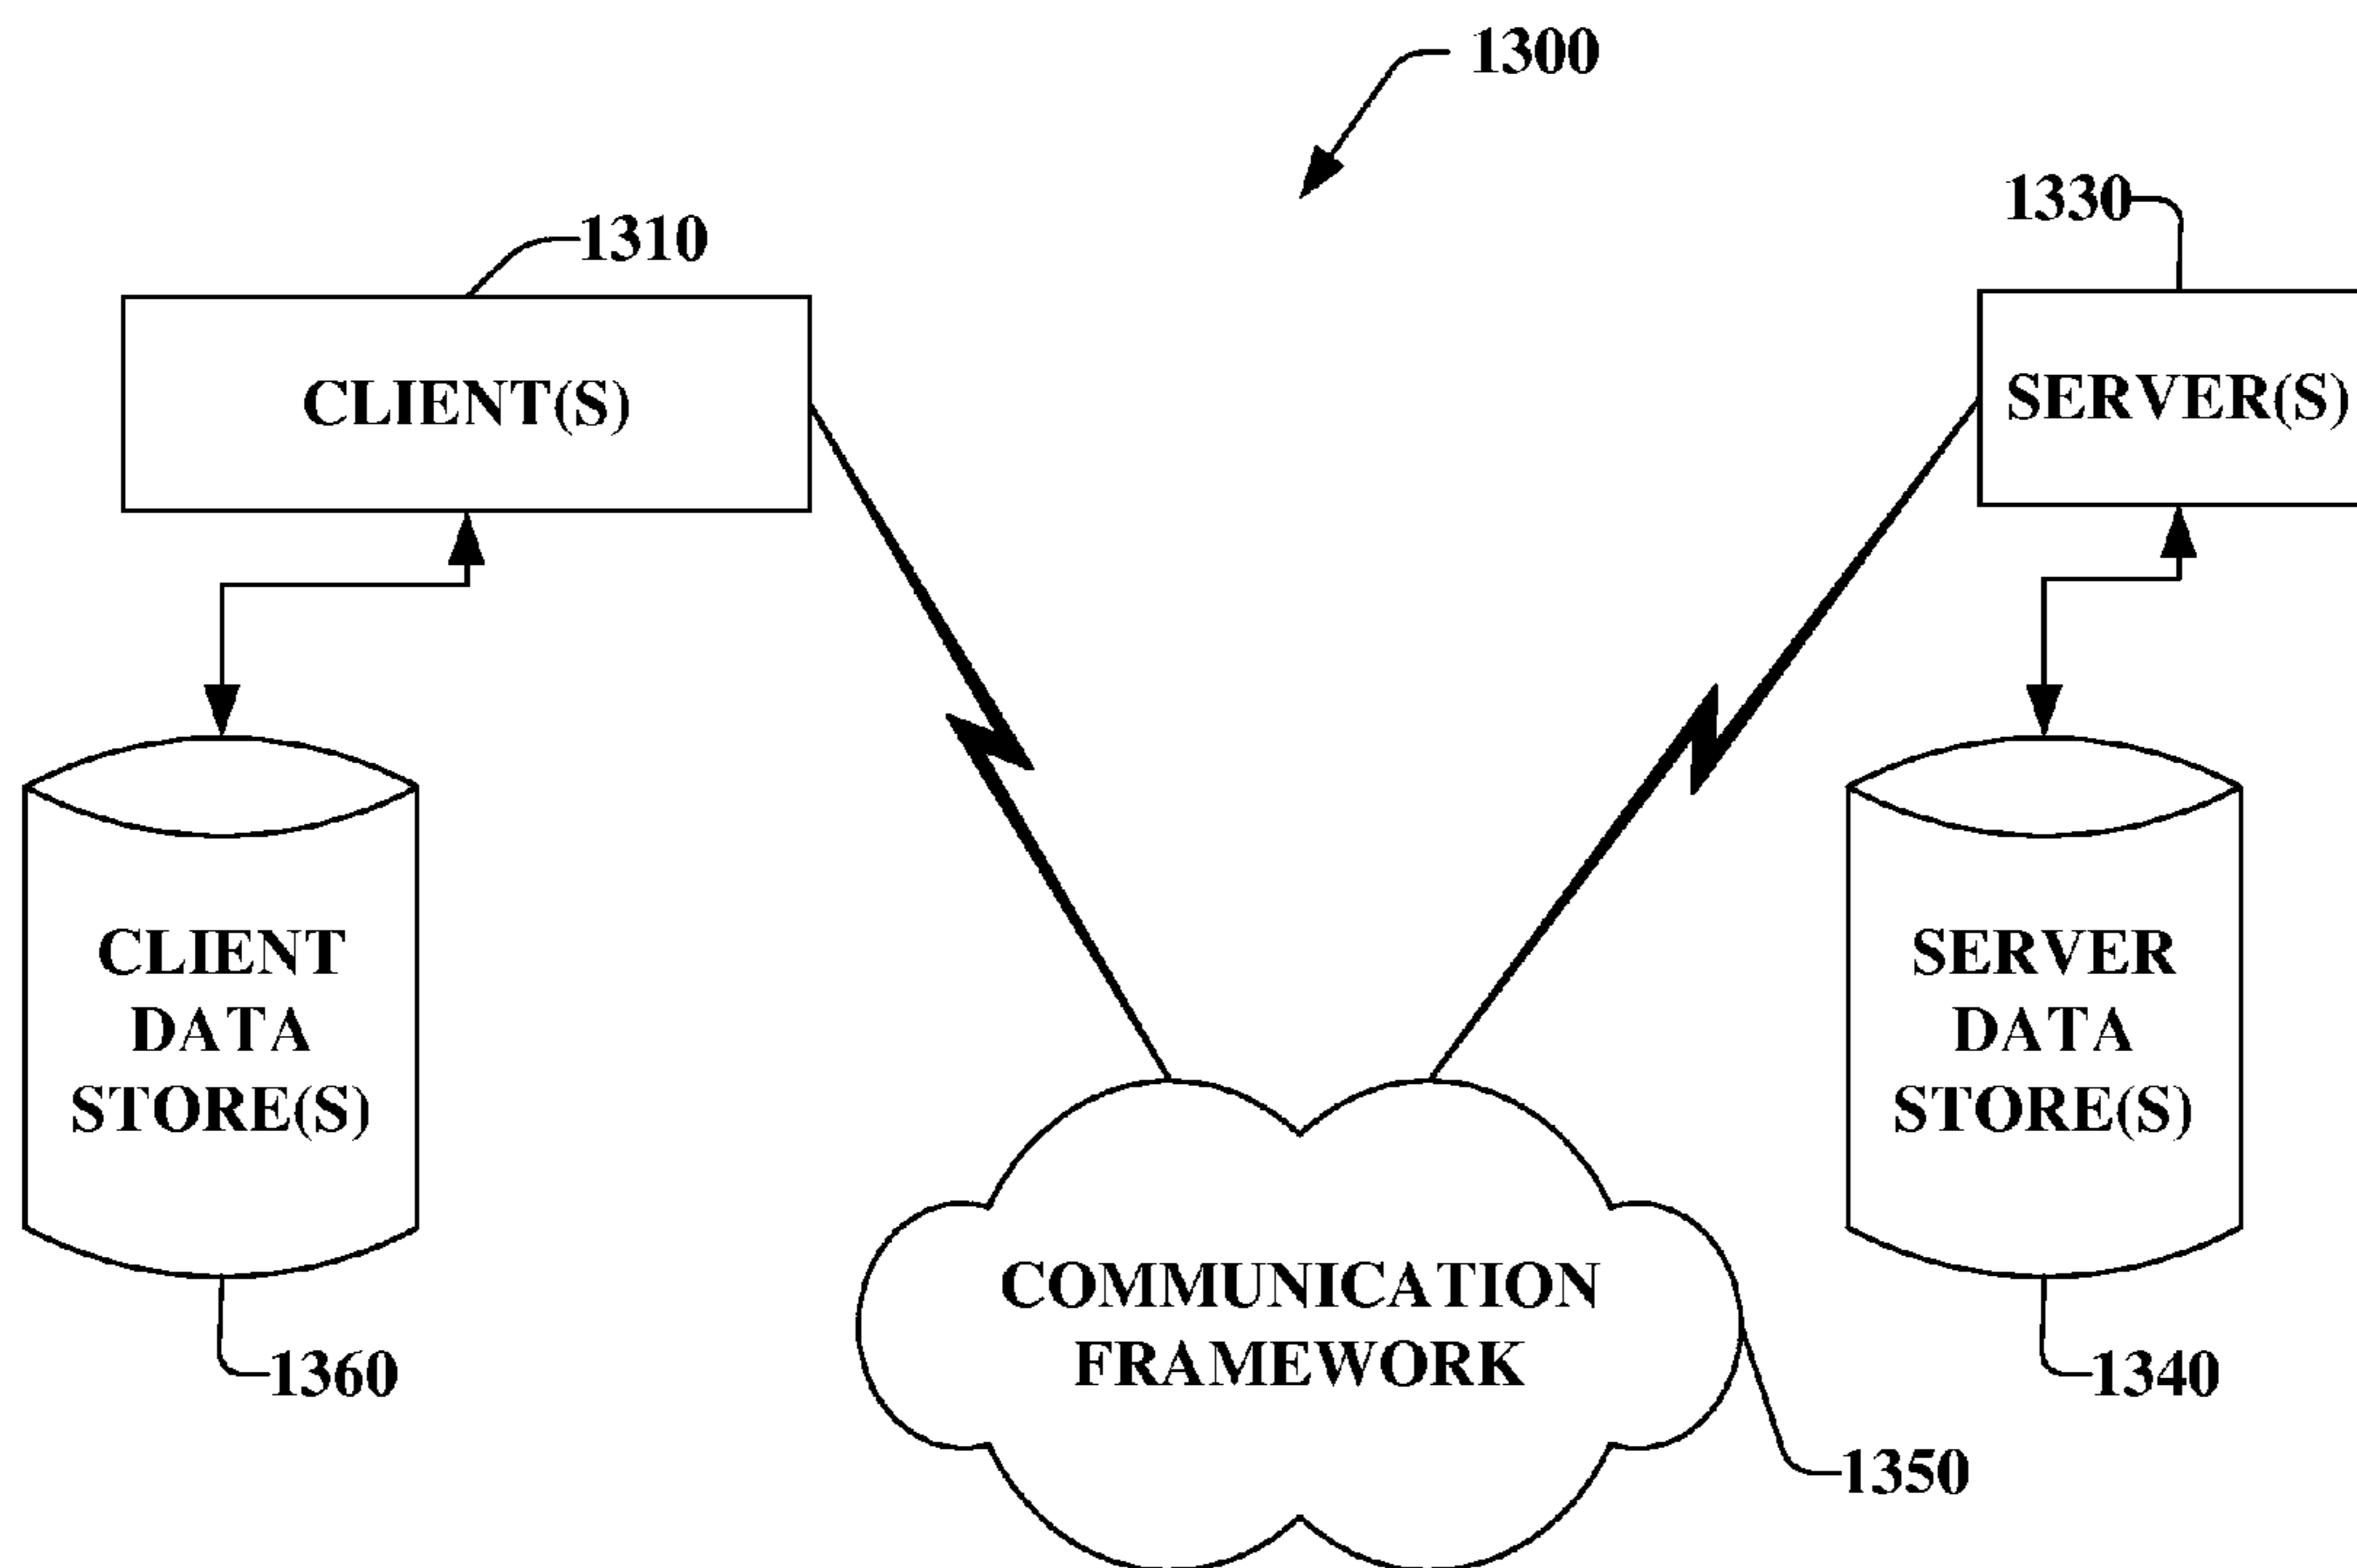 1300
1310
1330
CLIENT(S)
SERVER(S)
CLIENT
DATA
STORE(S)
SERVER
DATA
STORE(S)
COMMUNICATION
FRAMEWORK
1360
1340
1350